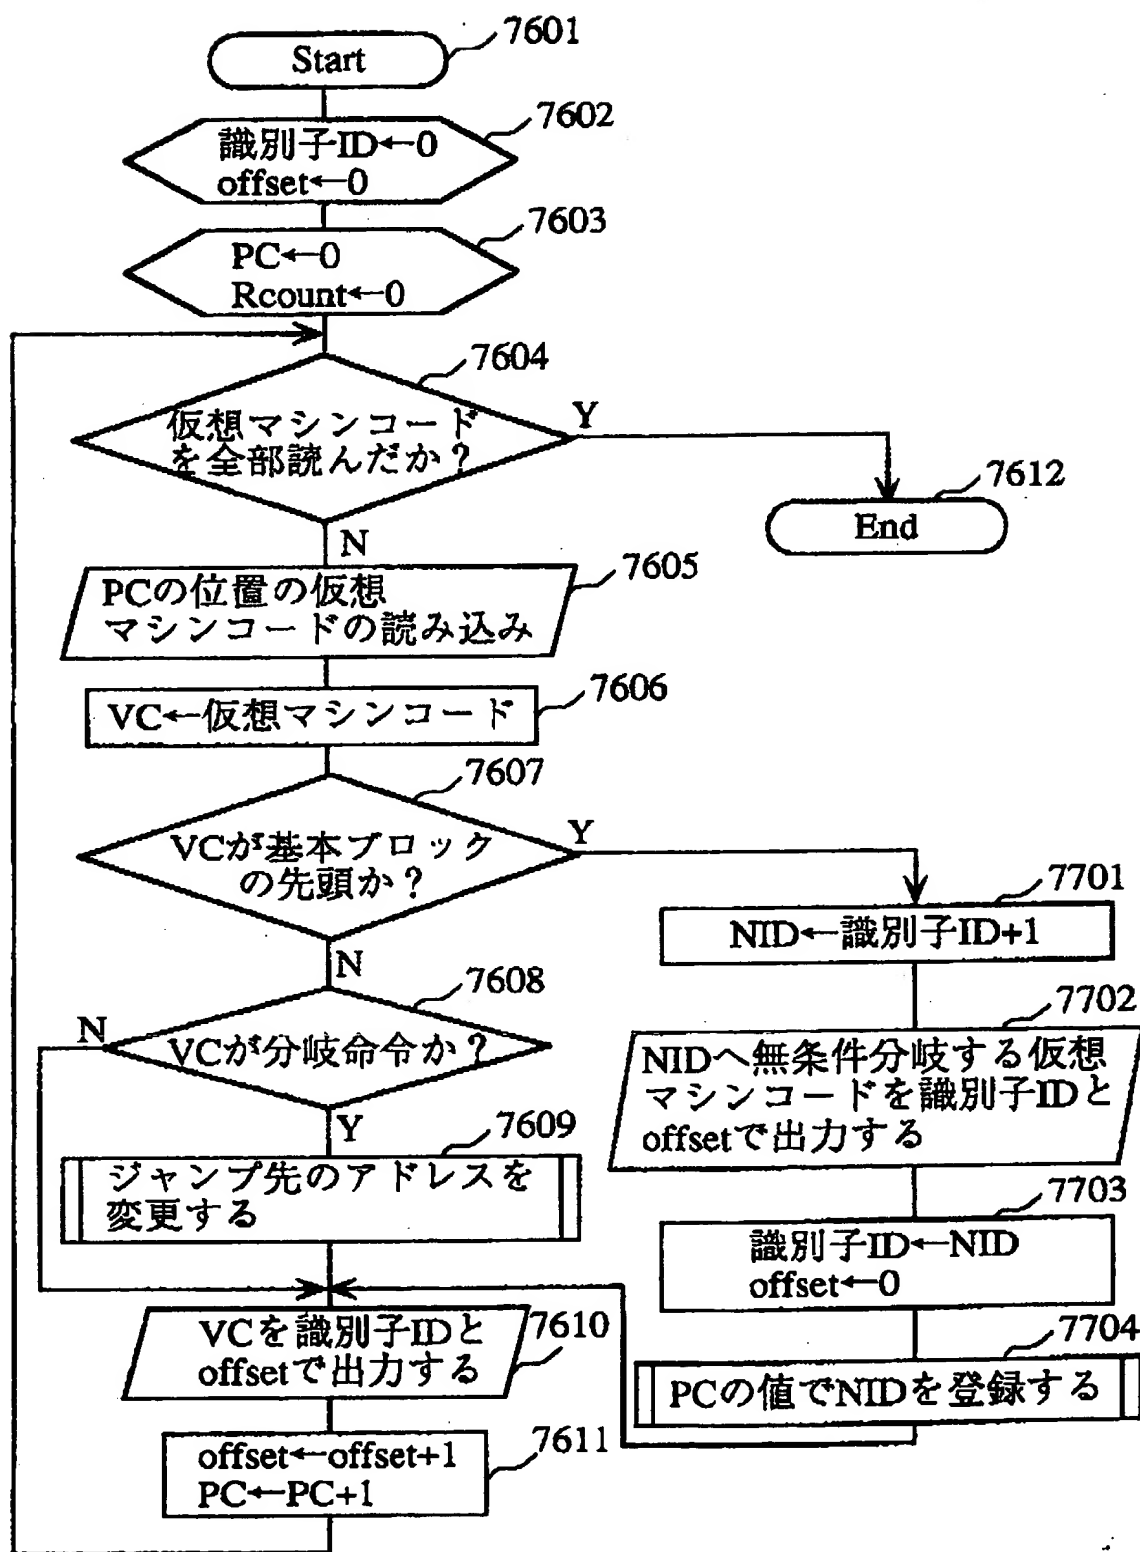 7601
Start
7602
識別子ID←0
offset←0
7603
PC←0
Rcount←0
7604
仮想マシンコード
を全部読んだか?
Y
7612
End
N
7605
PCの位置の仮想
マシンコードの読み込み
7606
VC←仮想マシンコード
7607
VCが基本ブロック
の先頭か?
Y
N
7608
VCが分岐命令か?
N
Y
7609
ジャンプ先のアドレスを
変更する
7610
VCを識別子IDと
offsetで出力する
7611
offset←offset+1
PC←PC+1
7701
NID←識別子ID+1
7702
NIDへ無条件分岐する仮想
マシンコードを識別子IDと
offsetで出力する
7703
識別子ID←NID
offset←0
7704
PCの値でNIDを登録する